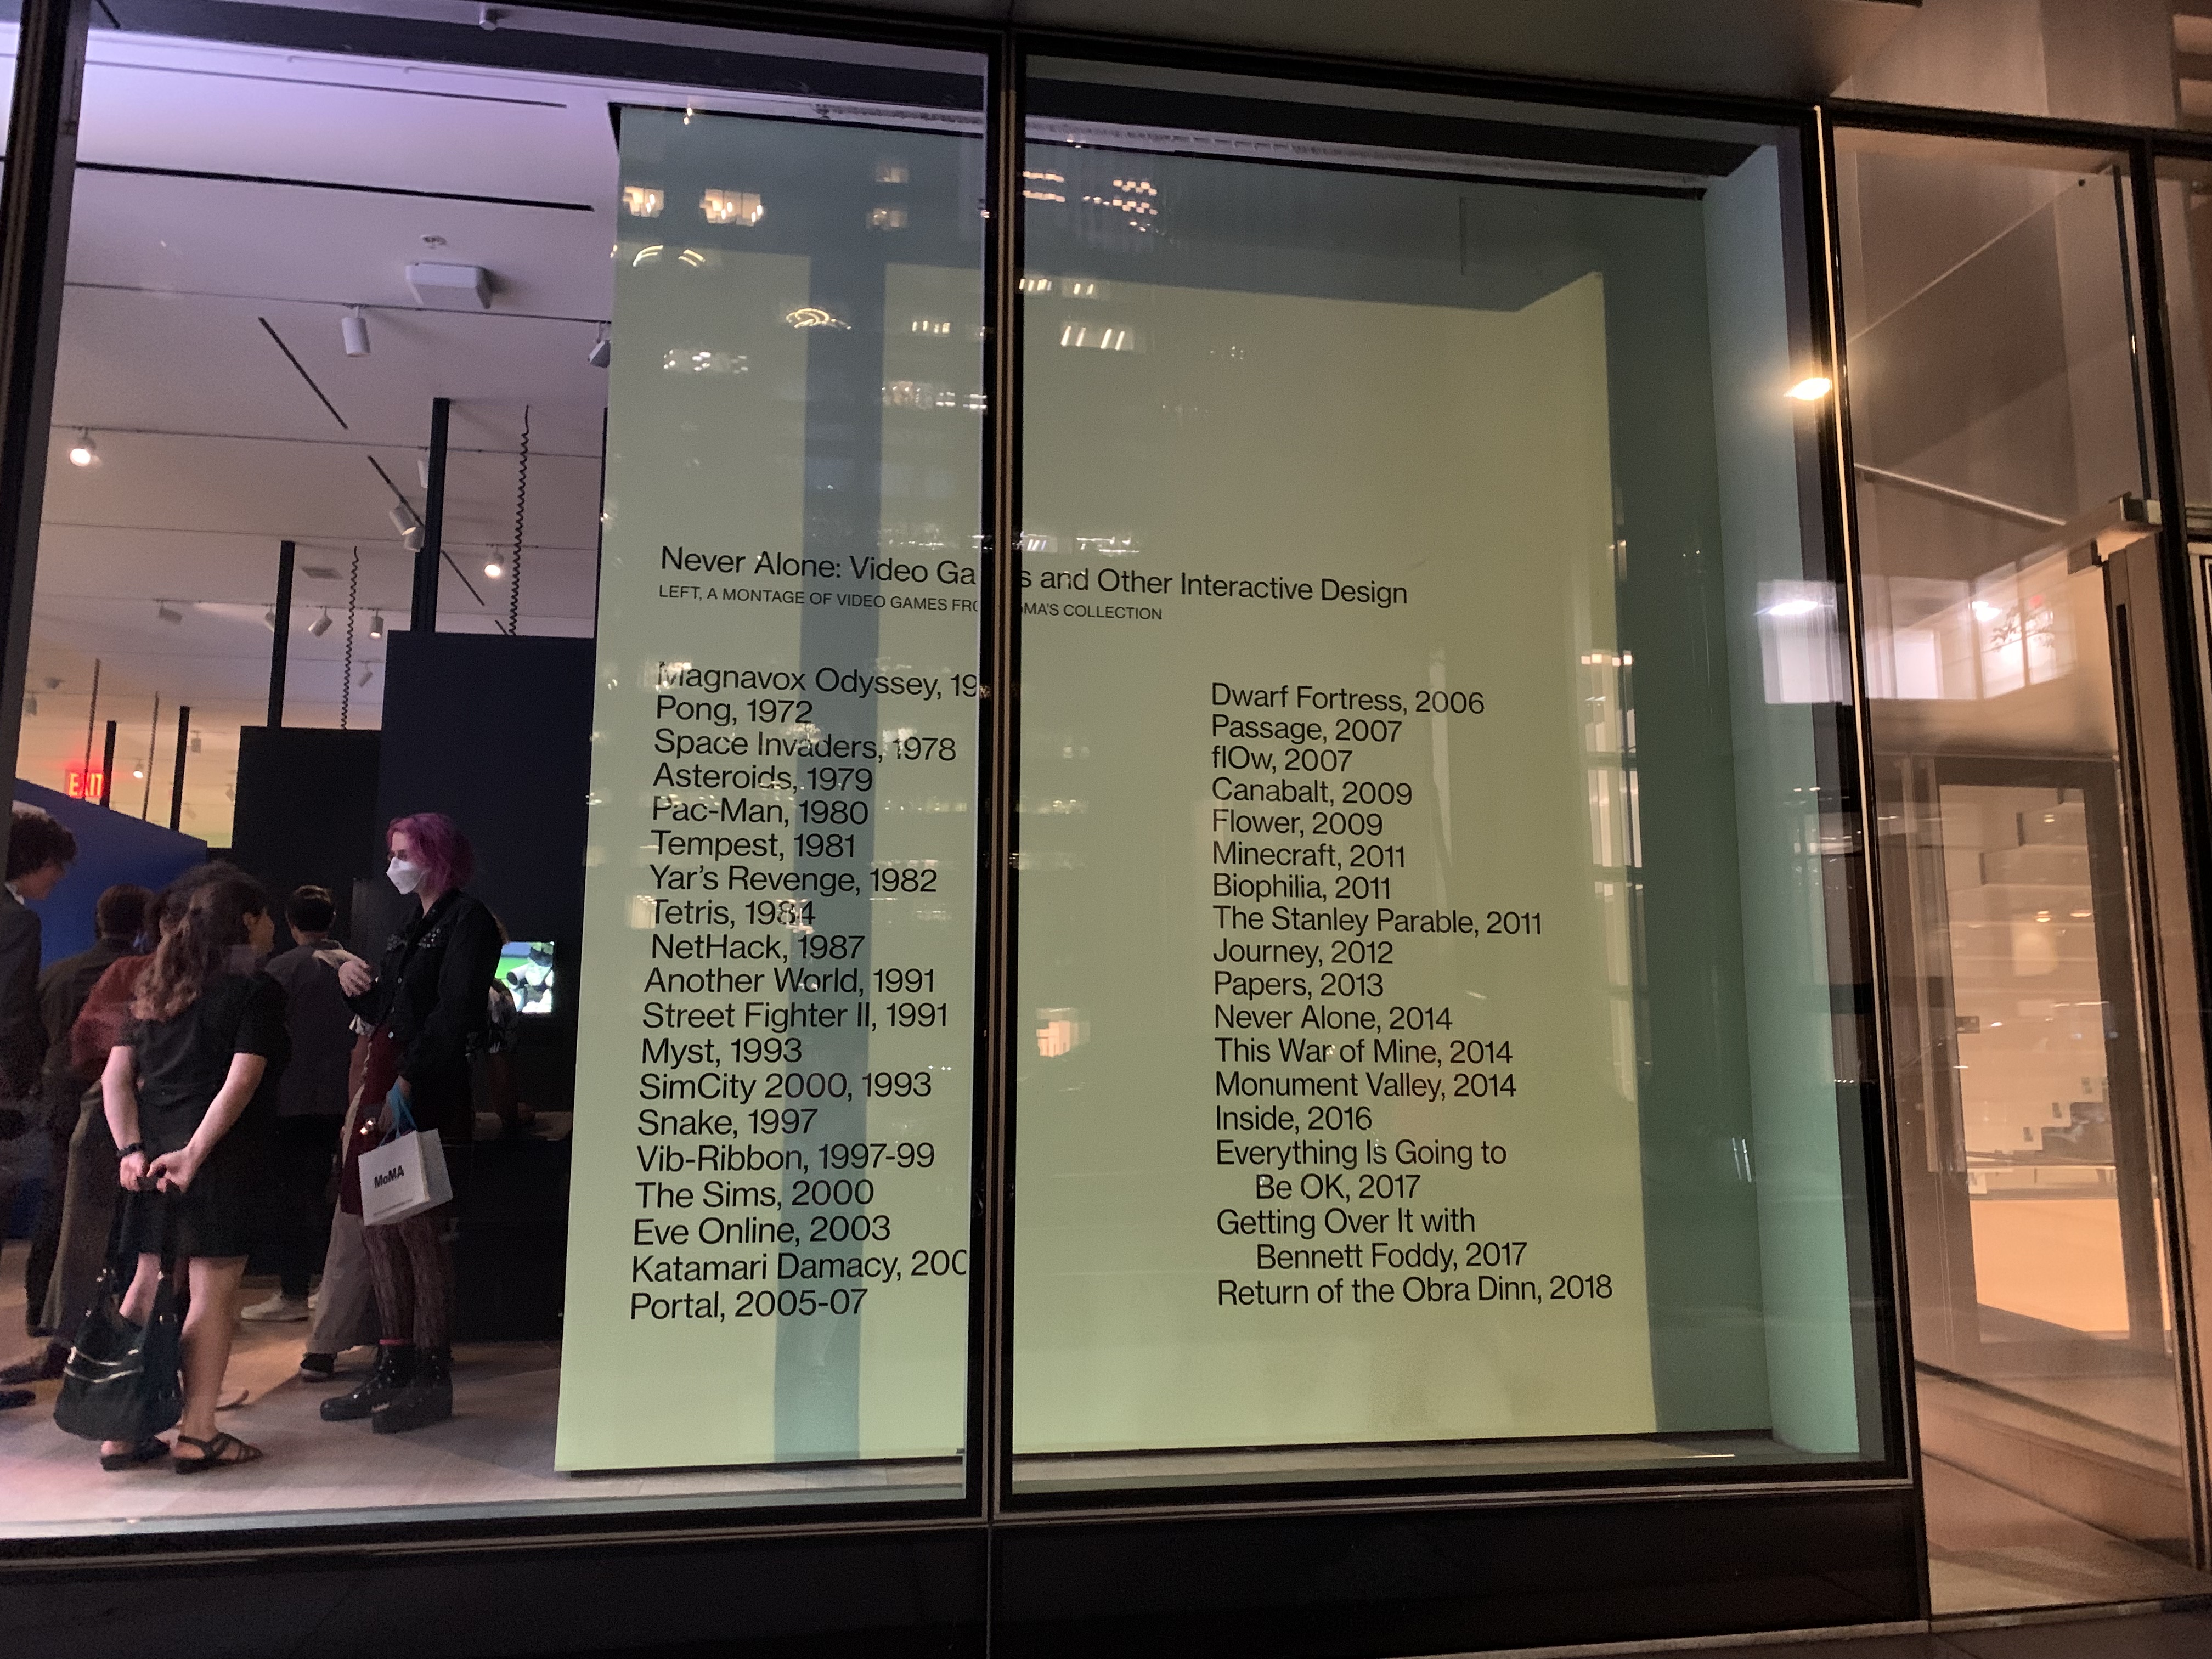 Never Alone: Video Ga s and Other Interactive Design
LEFT, A MONTAGE OF VIDEO GAMES FR MA'S COLLECTION
Magnavox Odyssey, 19
Pong, 1972
Space Invaders, 1978
Asteroids, 1979
Pac-Man, 1980
Tempest, 1981
Yar's Revenge, 1982
Tetris, 1984
NetHack, 1987
Another World, 1991
Street Fighter II, 1991
Myst, 1993
SimCity 2000, 1993
Snake, 1997
Vib-Ribbon, 1997-99
The Sims, 2000
Eve Online, 2003
Katamari Damacy, 200
Portal, 2005-07
Dwarf Fortress, 2006
Passage, 2007
flOw, 2007
Canabalt, 2009
Flower, 2009
Minecraft, 2011
Biophilia, 2011
The Stanley Parable, 2011
Journey, 2012
Papers, 2013
Never Alone, 2014
This War of Mine, 2014
Monument Valley, 2014
Inside, 2016
Everything Is Going to
Be OK, 2017
Getting Over It with
Bennett Foddy, 2017
Return of the Obra Dinn, 2018
EXIT
MoMA